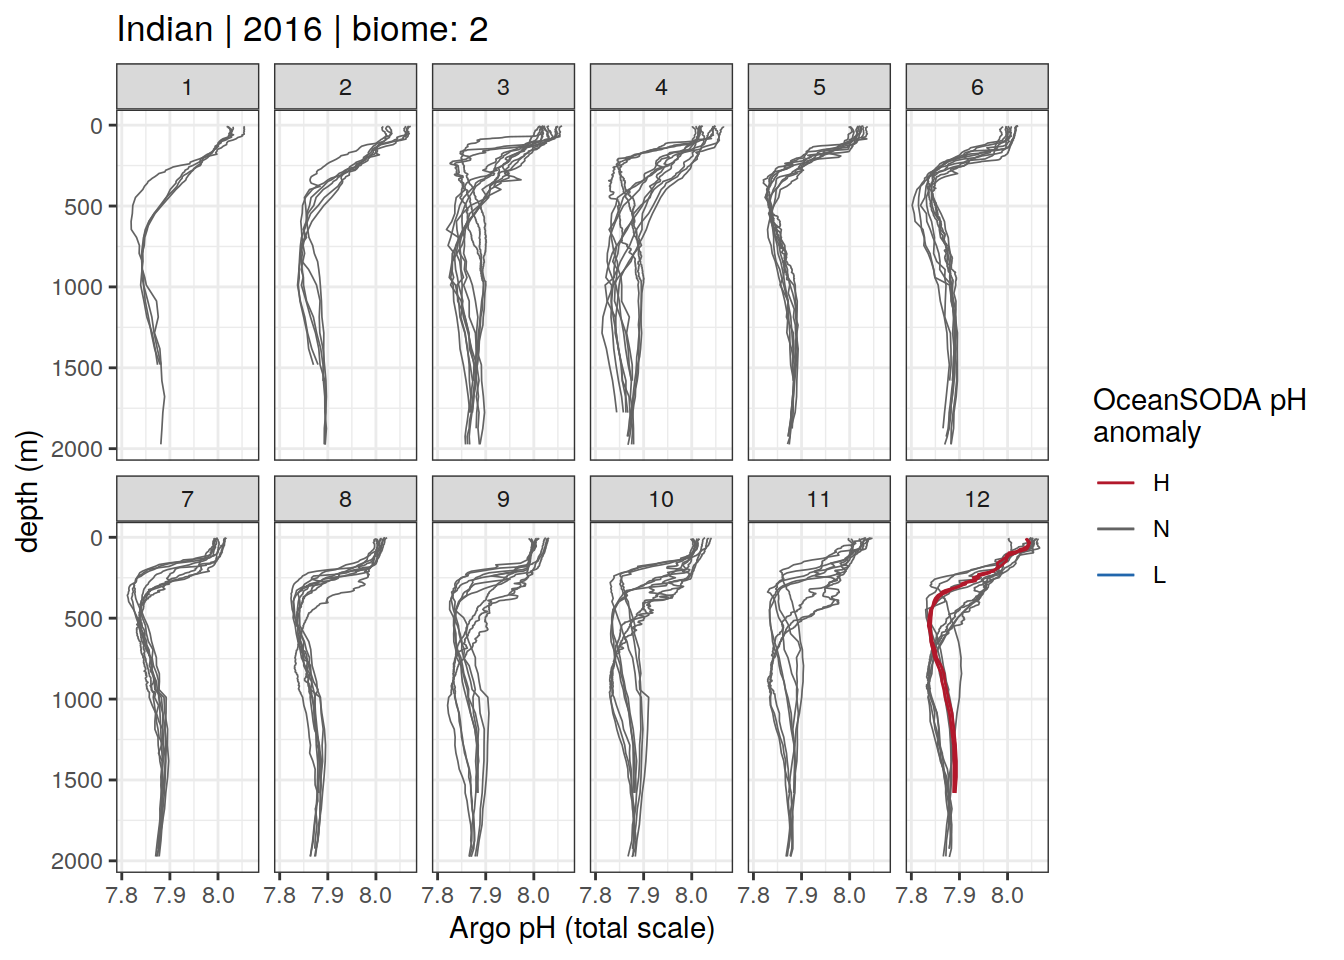 Indian | 2016 | biome: 2
1 2 3 4 5 6
0
500
1000
1500
2000
7 8 9 10 11 12
0
500
1000
1500
2000
7.8 7.9 8.0 7.8 7.9 8.0 7.8 7.9 8.0 7.8 7.9 8.0 7.8 7.9 8.0 7.8 7.9 8.0
Argo pH (total scale)
depth (m)
OceanSODA pH
anomaly
H
N
L